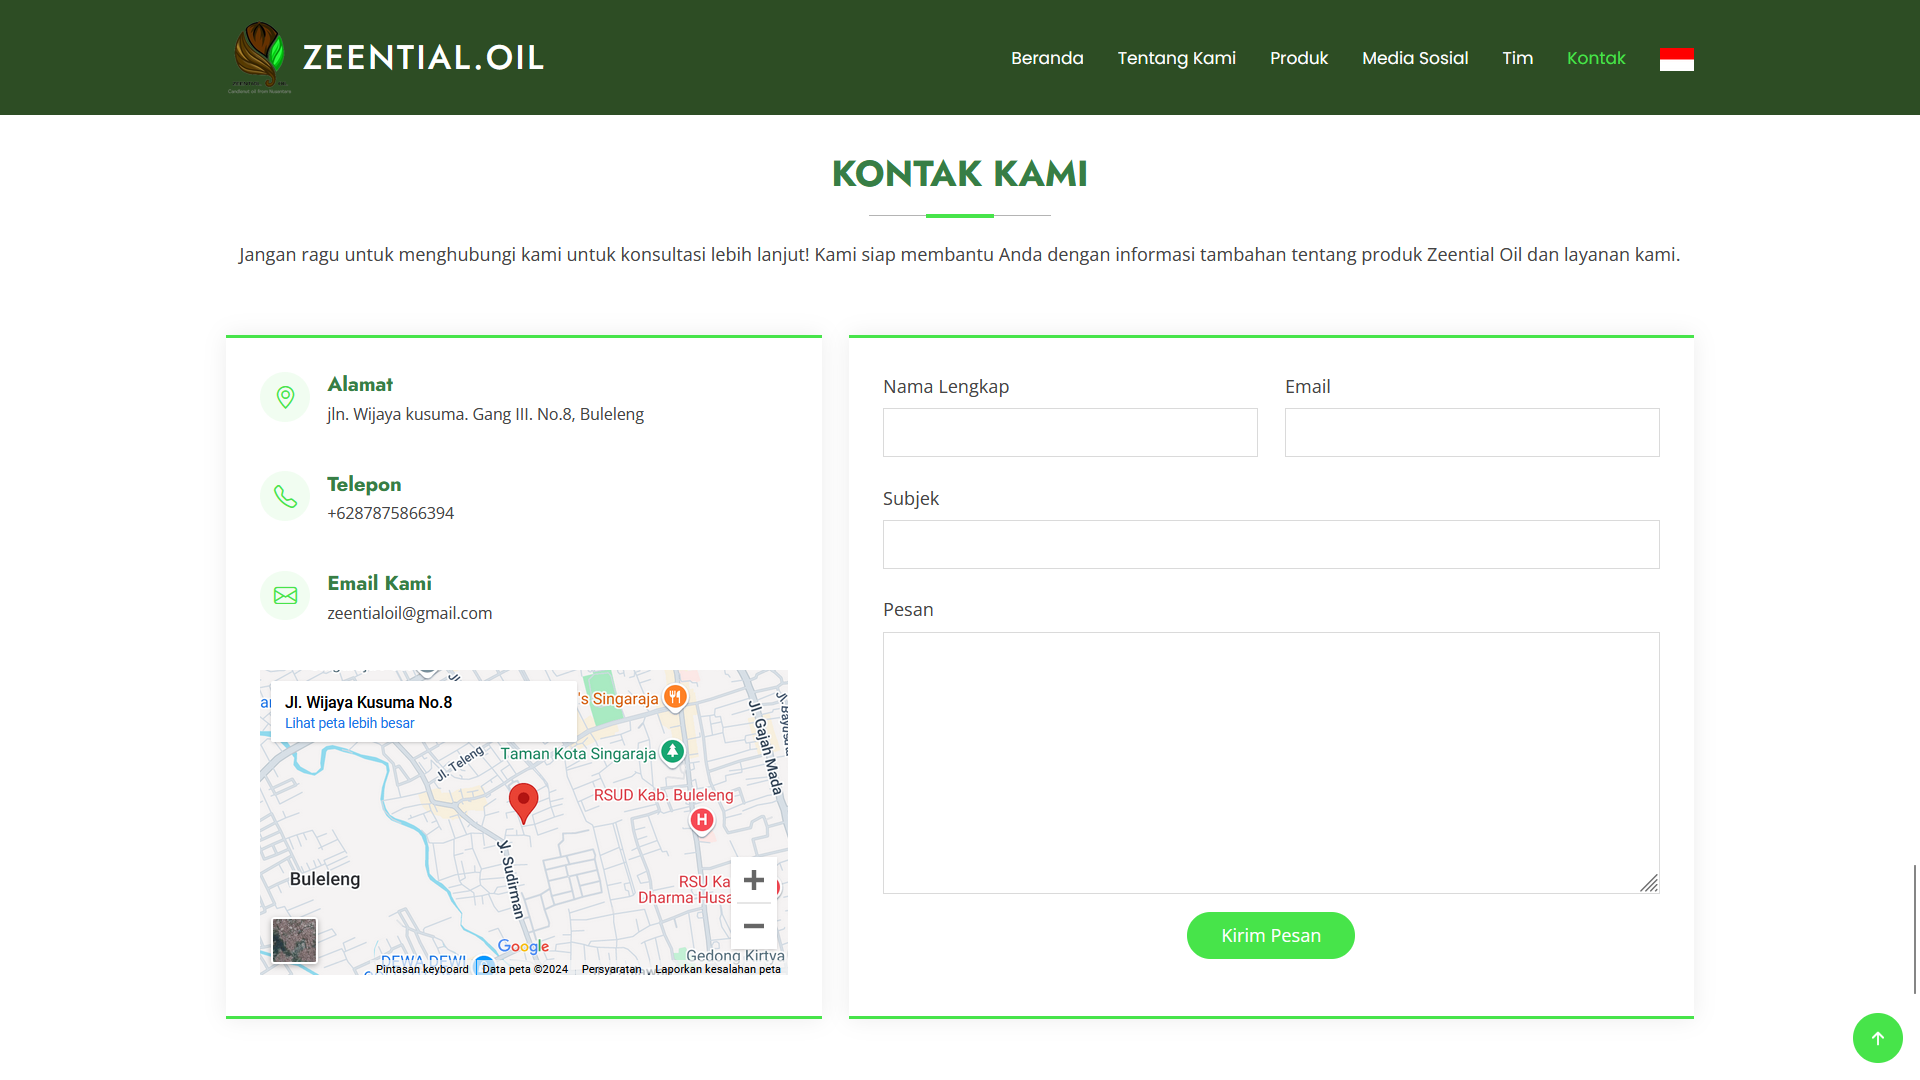 ZEENTIAL.OIL
Beranda
Tentang Kami
Produk
Media Sosial
Tim
Kontak
KONTAK KAMI
Jangan ragu untuk menghubungi kami untuk konsultasi lebih lanjut! Kami siap membantu Anda dengan informasi tambahan tentang produk Zeential Oil dan layanan kami.
Alamat
jln. Wijaya kusuma. Gang III. No.8, Buleleng
Telepon
+6287875866394
Email Kami
zeentialoil@gmail.com
Jl. Wijaya Kusuma No.8
Lihat peta lebih besar
's Singaraja
Taman Kota Singaraja
Jl. Teleng
Jl. Gajah Mada
RSUD Kab. Buleleng
H
Jl. Sudirman
Buleleng
RSU Ka
Dharma Husa
Google
DEWA DEWI
Gedong Kirtya
Pintasan keyboard
Data peta ©2024
Persyaratan
Laporkan kesalahan peta
Nama Lengkap
Email
Subjek
Pesan
Kirim Pesan